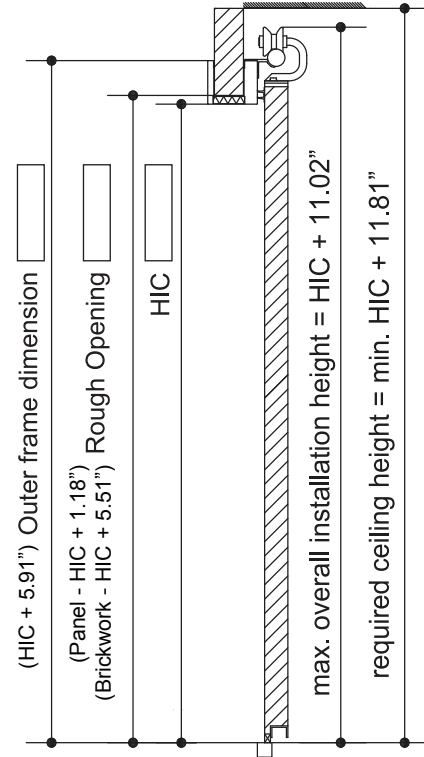 (HIC + 5.91”) Outer frame dimension
(Panel - HIC + 1.18”)
(Brickwork - HIC + 5.51”) Rough Opening
HIC
max. overall installation height = HIC + 11.02”
required ceiling height = min. HIC + 11.81”